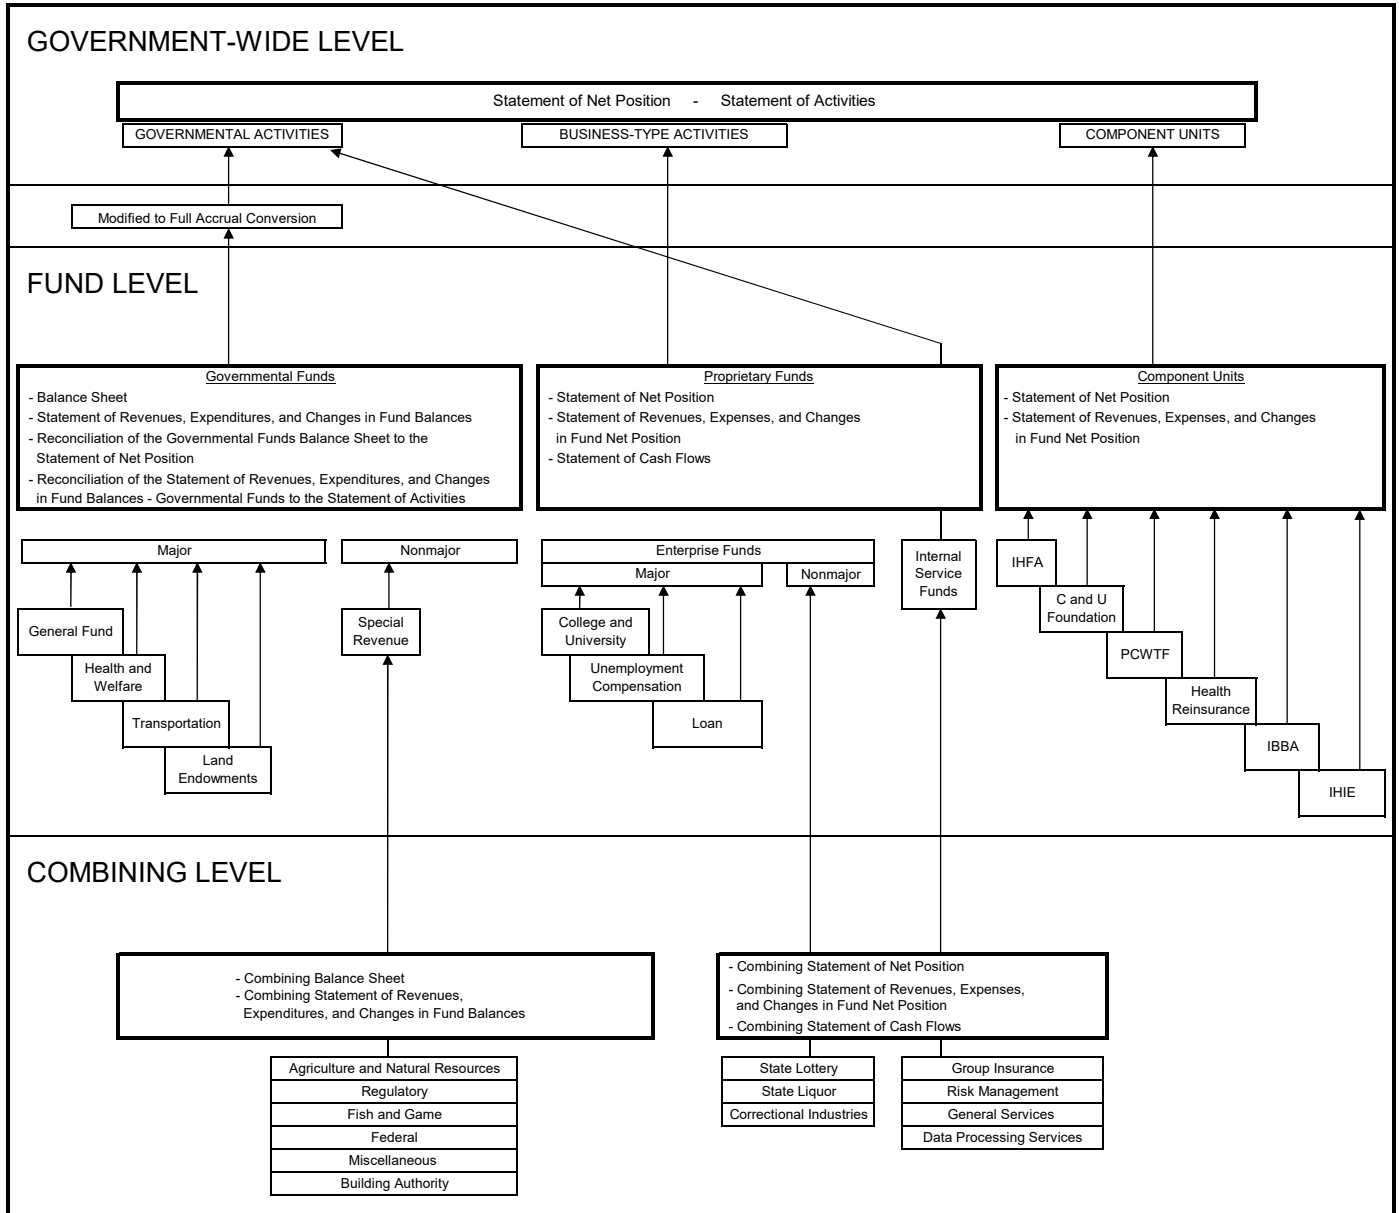 GOVERNMENT-WIDE LEVEL
Statement of Net Position - Statement of Activities
GOVERNMENTAL ACTIVITIES
BUSINESS-TYPE ACTIVITIES
COMPONENT UNITS
Modified to Full Accrual Conversion
FUND LEVEL
Governmental Funds
- Balance Sheet
- Statement of Revenues, Expenditures, and Changes in Fund Balances
- Reconciliation of the Governmental Funds Balance Sheet to the
Statement of Net Position
- Reconciliation of the Statement of Revenues, Expenditures, and Changes
in Fund Balances - Governmental Funds to the Statement of Activities
Proprietary Funds
- Statement of Net Position
- Statement of Revenues, Expenses, and Changes
in Fund Net Position
- Statement of Cash Flows
Component Units
- Statement of Net Position
- Statement of Revenues, Expenses, and Changes
in Fund Net Position
Major
Nonmajor
Enterprise Funds
Major
Nonmajor
Internal
Service
Funds
General Fund
Health and
Welfare
Transportation
Land
Endowments
Special
Revenue
College and
University
Unemployment
Compensation
Loan
IHFA
C and U
Foundation
PCWTF
Health
Reinsurance
IBBA
IHIE
COMBINING LEVEL
- Combining Balance Sheet
- Combining Statement of Revenues,
Expenditures, and Changes in Fund Balances
- Combining Statement of Net Position
- Combining Statement of Revenues, Expenses,
and Changes in Fund Net Position
- Combining Statement of Cash Flows
Agriculture and Natural Resources
Regulatory
Fish and Game
Federal
Miscellaneous
Building Authority
State Lottery
State Liquor
Correctional Industries
Group Insurance
Risk Management
General Services
Data Processing Services